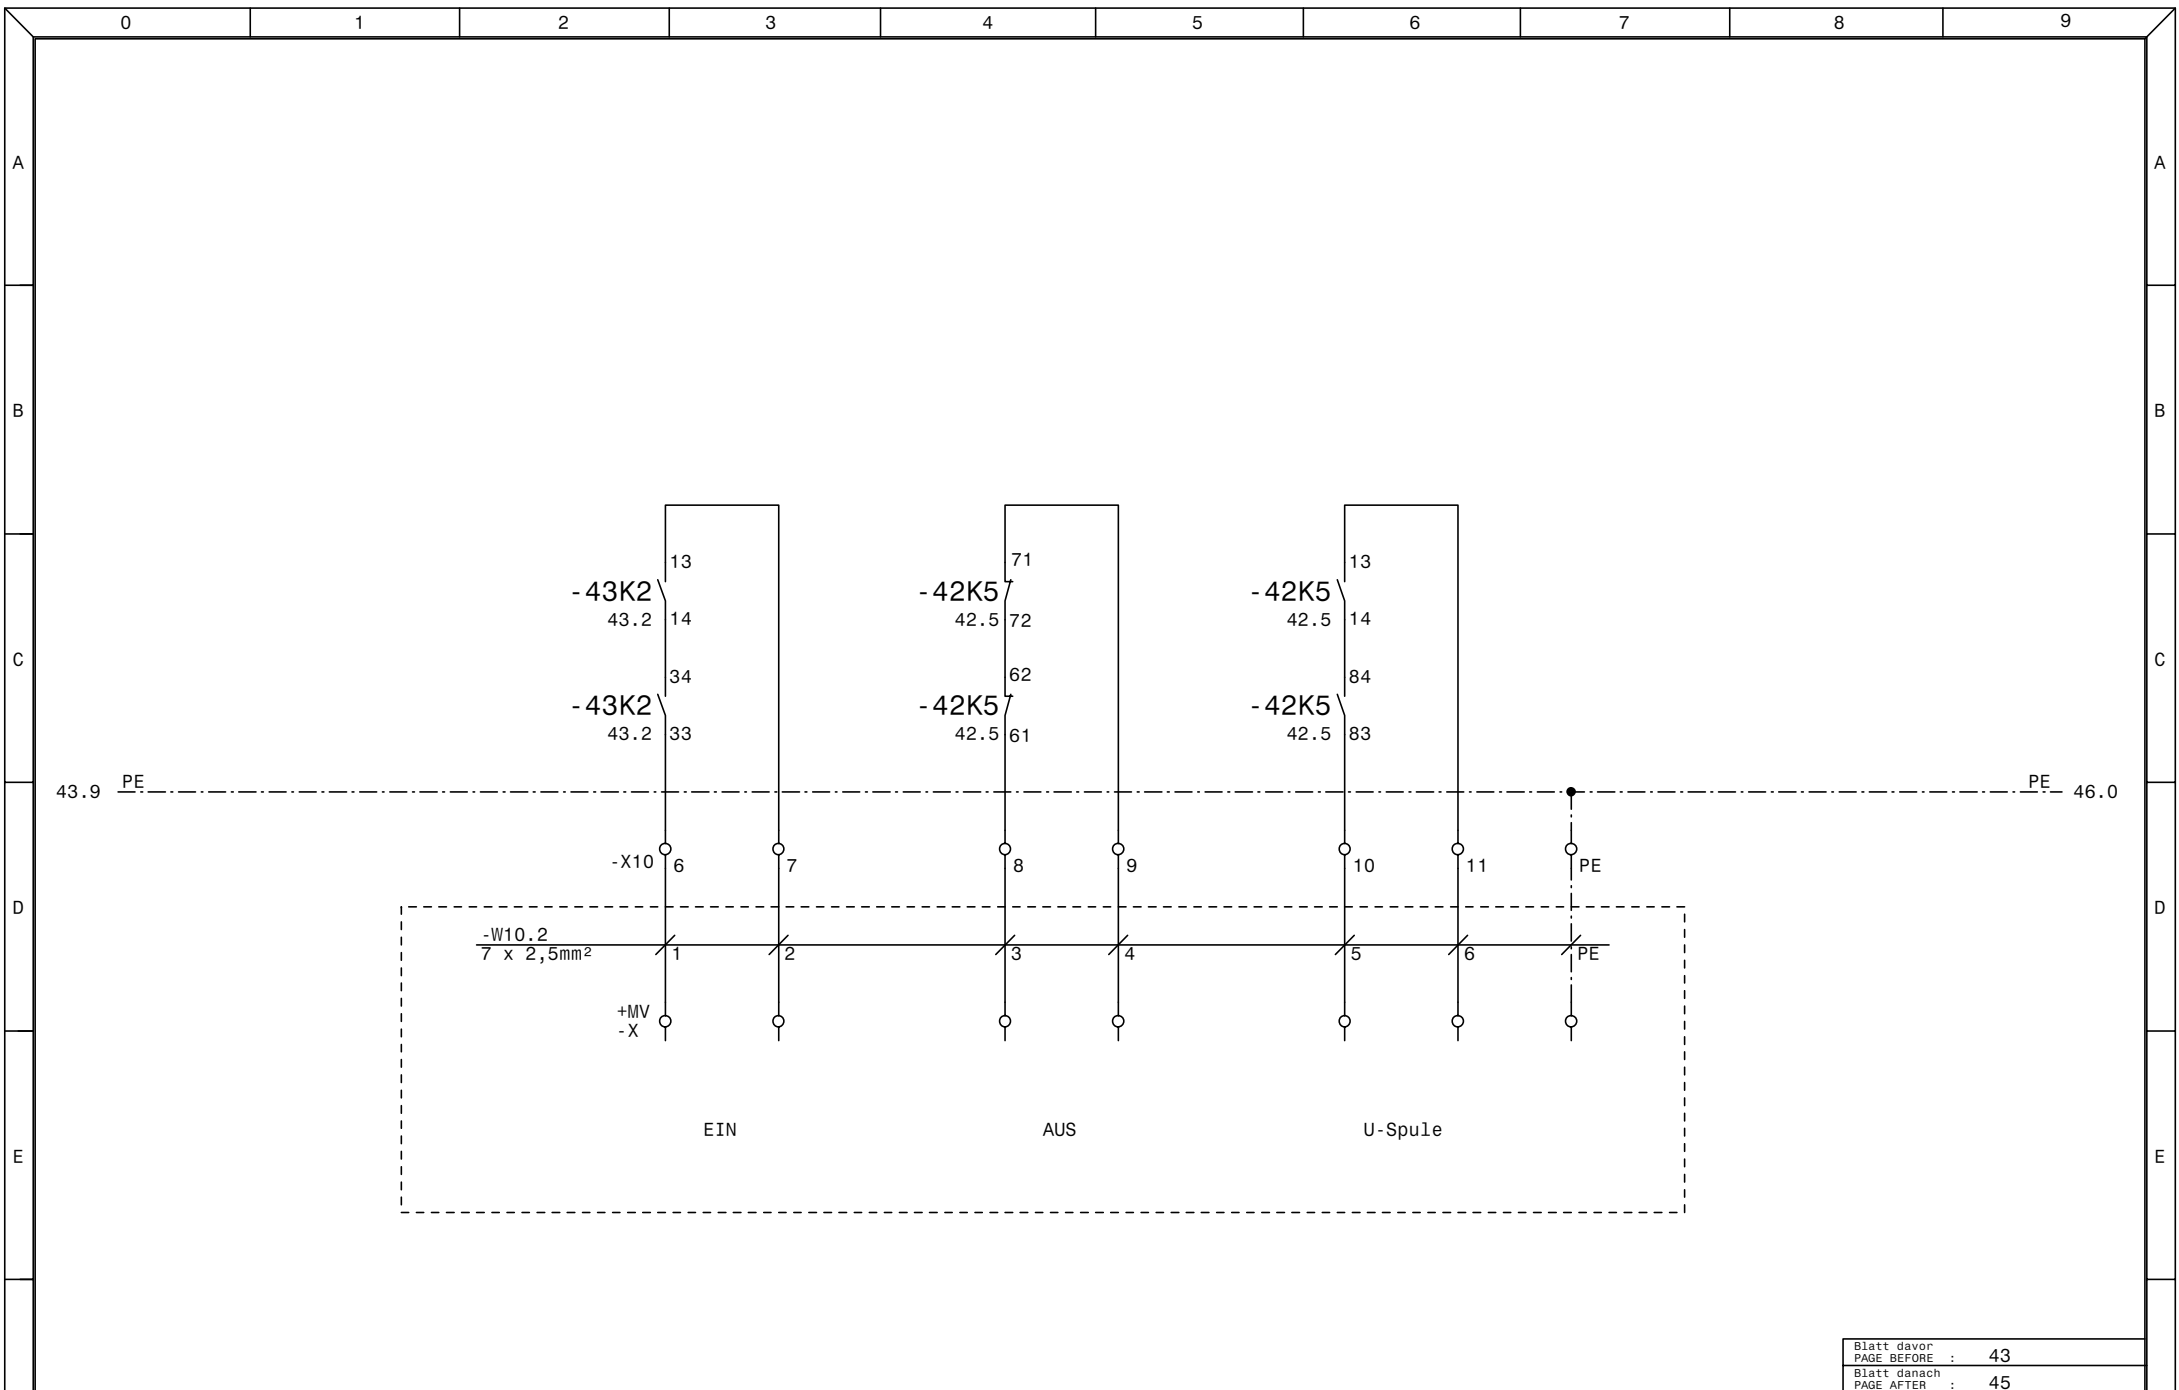 0 1 2 3 4 5 6 7 8 9
A A
B B
13 71 13
-43K2 -42K5 -42K5
43.2 14 42.5 72 42.5 14
C C
34 62 84
-43K2 -42K5 -42K5
43.2 33 42.5 61 42.5 83
43.9 PE PE 46.0
-X10 6 7 8 9 10 11 PE
D D
-W10.2
7 x 2,5mm² 1 2 3 4 5 6 PE
+MV
-X
EIN AUS U-Spule
E E
Blatt davor
PAGE BEFORE : 43
Blatt danach
PAGE AFTER : 45